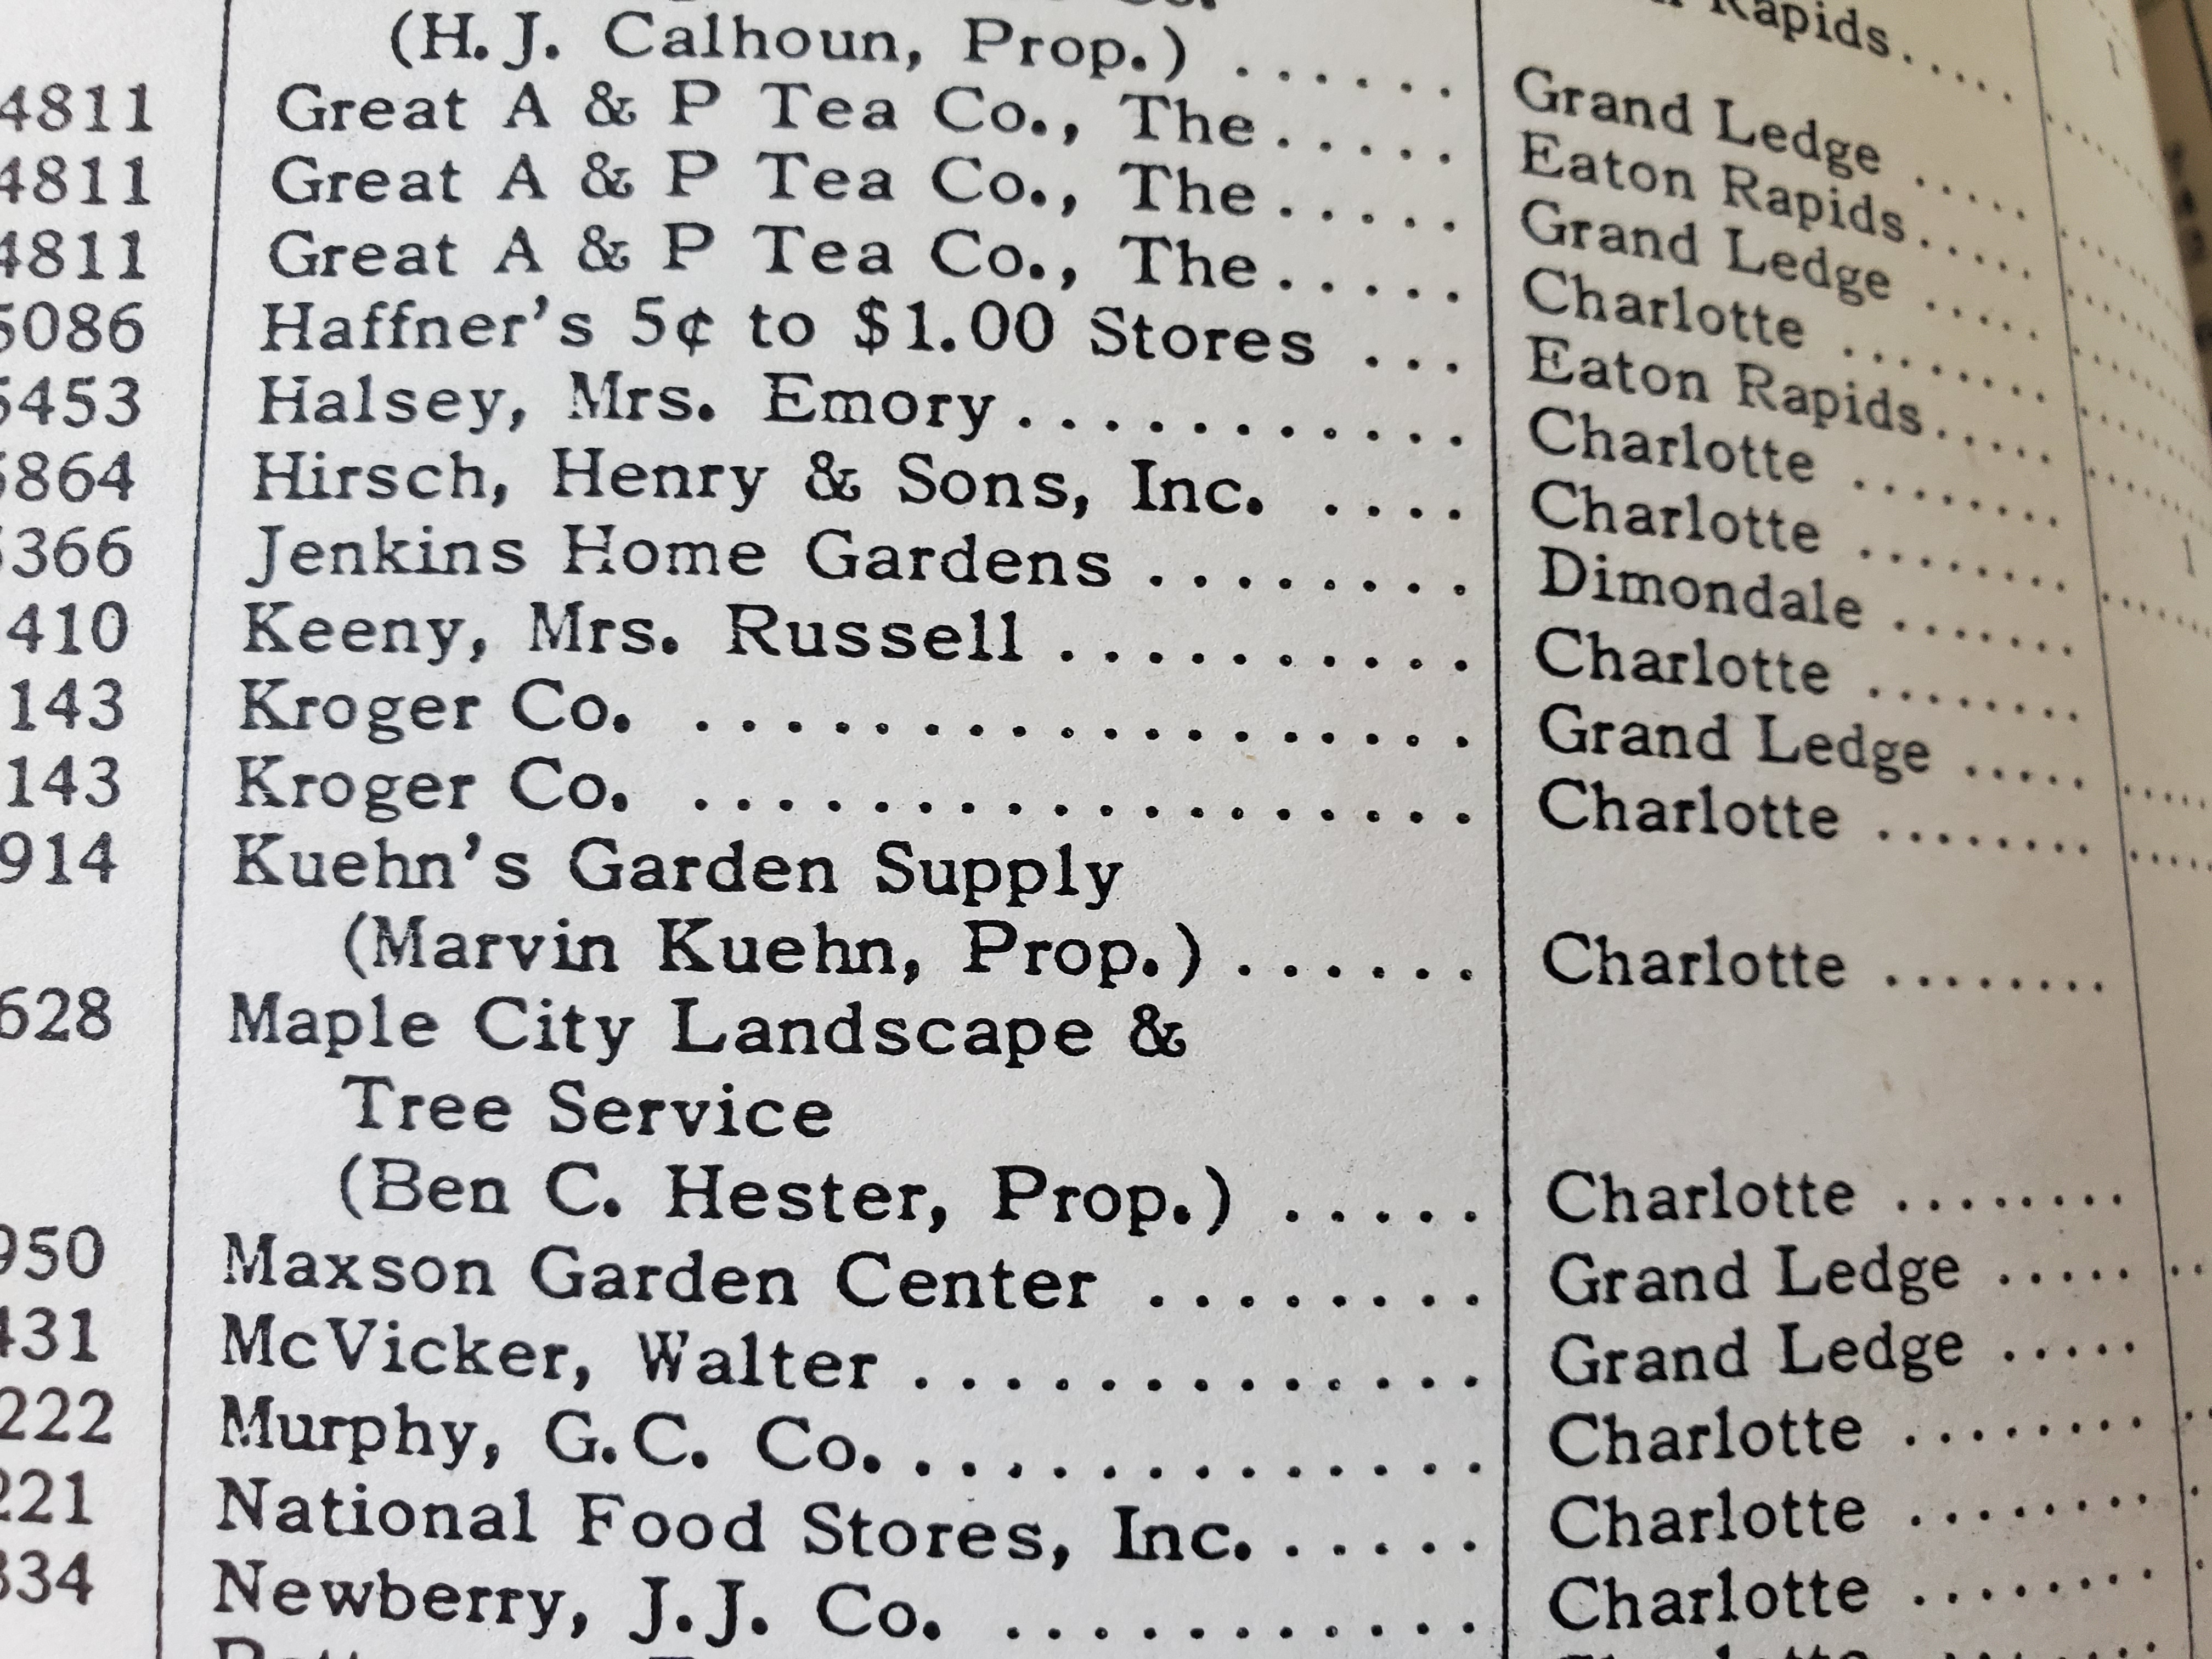 Rapids....
(H.J. Calhoun, Prop.) ...... Grand Ledge .....
4811 Great A & P Tea Co., The..... Eaton Rapids.....
4811 Great A & P Tea Co., The..... Grand Ledge .....
4811 Great A & P Tea Co., The..... Charlotte ........
5086 Haffner's 5¢ to $1.00 Stores ... Eaton Rapids.....
5453 Halsey, Mrs. Emory............ Charlotte ........
5864 Hirsch, Henry & Sons, Inc. .... Charlotte ........
366 Jenkins Home Gardens ........ Dimondale .......
410 Keeny, Mrs. Russell ........... Charlotte ........
143 Kroger Co. .................. Grand Ledge .....
143 Kroger Co. .................. Charlotte ........
914 Kuehn's Garden Supply
(Marvin Kuehn, Prop.) ...... Charlotte ........
628 Maple City Landscape &
Tree Service
(Ben C. Hester, Prop.) ..... Charlotte ........
950 Maxson Garden Center ........ Grand Ledge .....
431 McVicker, Walter ............. Grand Ledge .....
222 Murphy, G.C. Co.............. Charlotte ........
221 National Food Stores, Inc...... Charlotte ........
334 Newberry, J.J. Co. ........... Charlotte ........